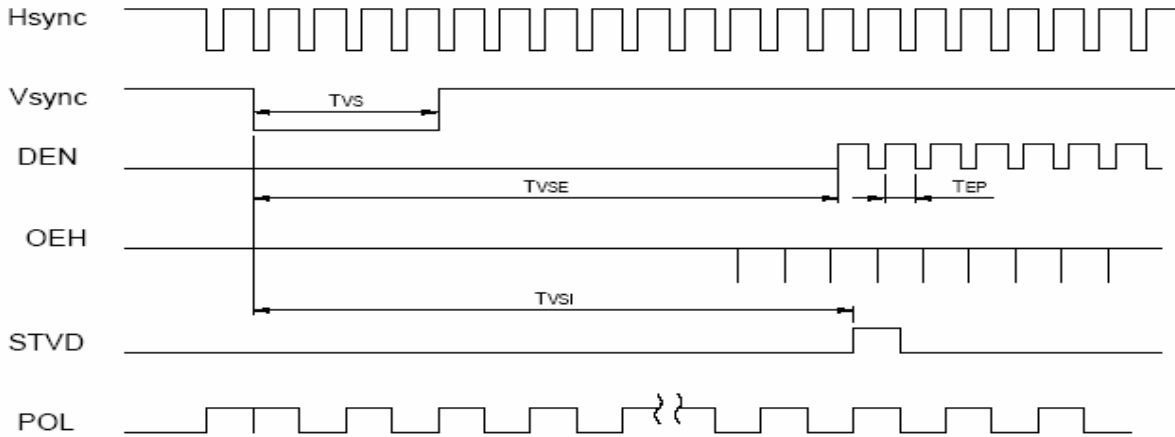 Hsync
Vsync
TVS
DEN
TVSE
TEP
OEH
TVSI
STVD
POL